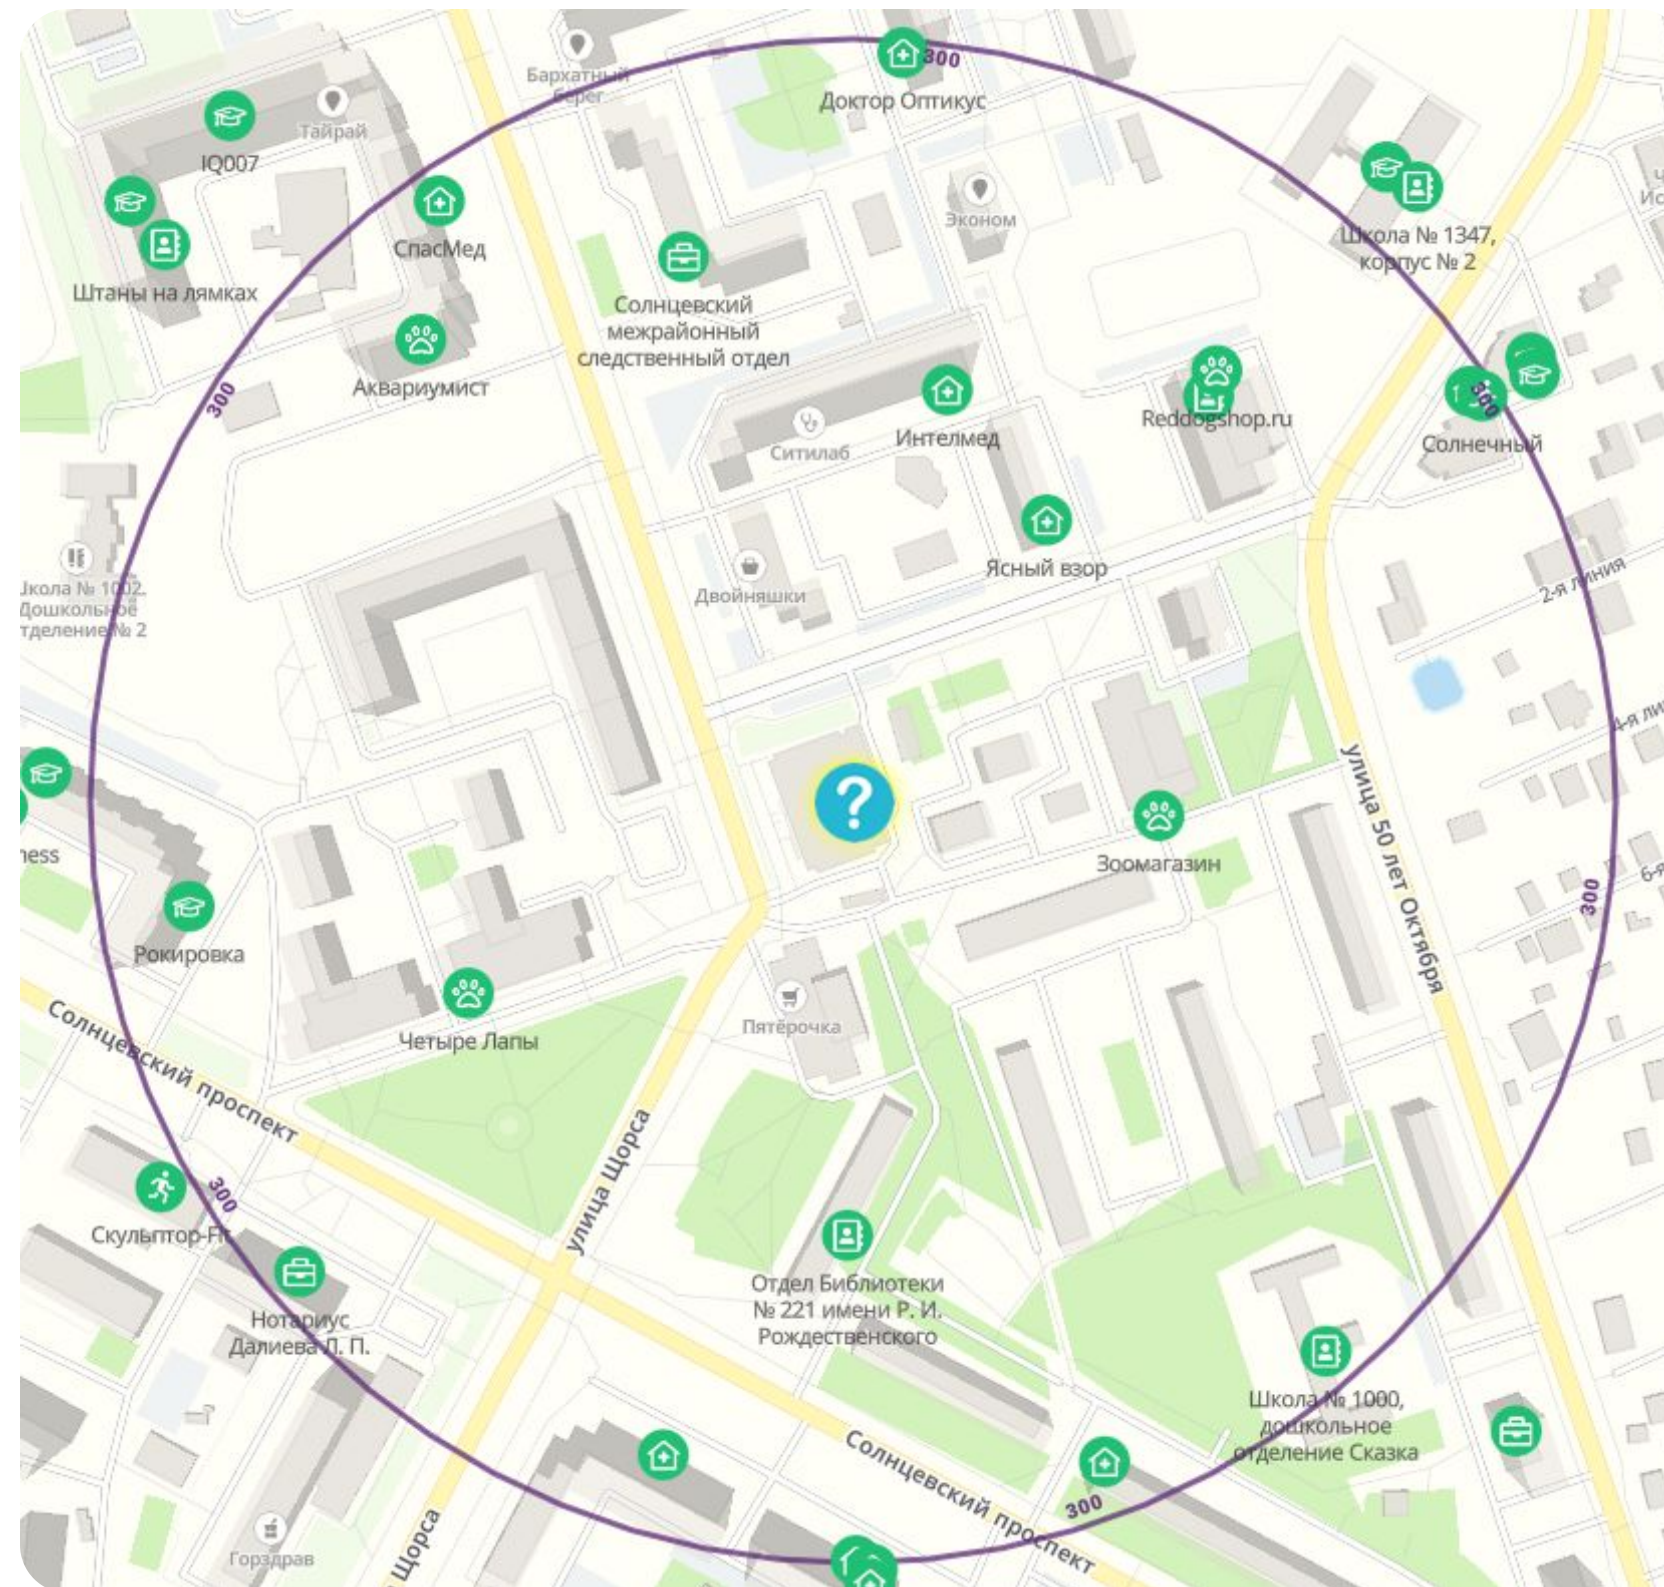 300
Бархатный
берег
Доктор Оптикус
Тайрай
IQ007
СпасМед
Эконом
Школа № 1347,
корпус № 2
Штаны на лямках
Солнцевский
межрайонный
следственный отдел
Аквариумист
300
Reddogshop.ru
300
Интелмед
Солнечный
Ситилаб
Ясный взор
2-я линия
Двойняшки
Школа № 1002,
Дошкольное
отделение № 2
улица 50 лет Октября
?
Зоомагазин
300
Рокировка
Солнцевский проспект
Пятёрочка
Четыре Лапы
улица Щорса
300
Скульптор-Fit
Отдел Библиотеки
№ 221 имени Р. И.
Рождественского
Нотариус
Далиева Л. П.
Школа № 1000,
дошкольное
отделение Сказка
Солнцевский проспект
300
Щорса
Горздрав